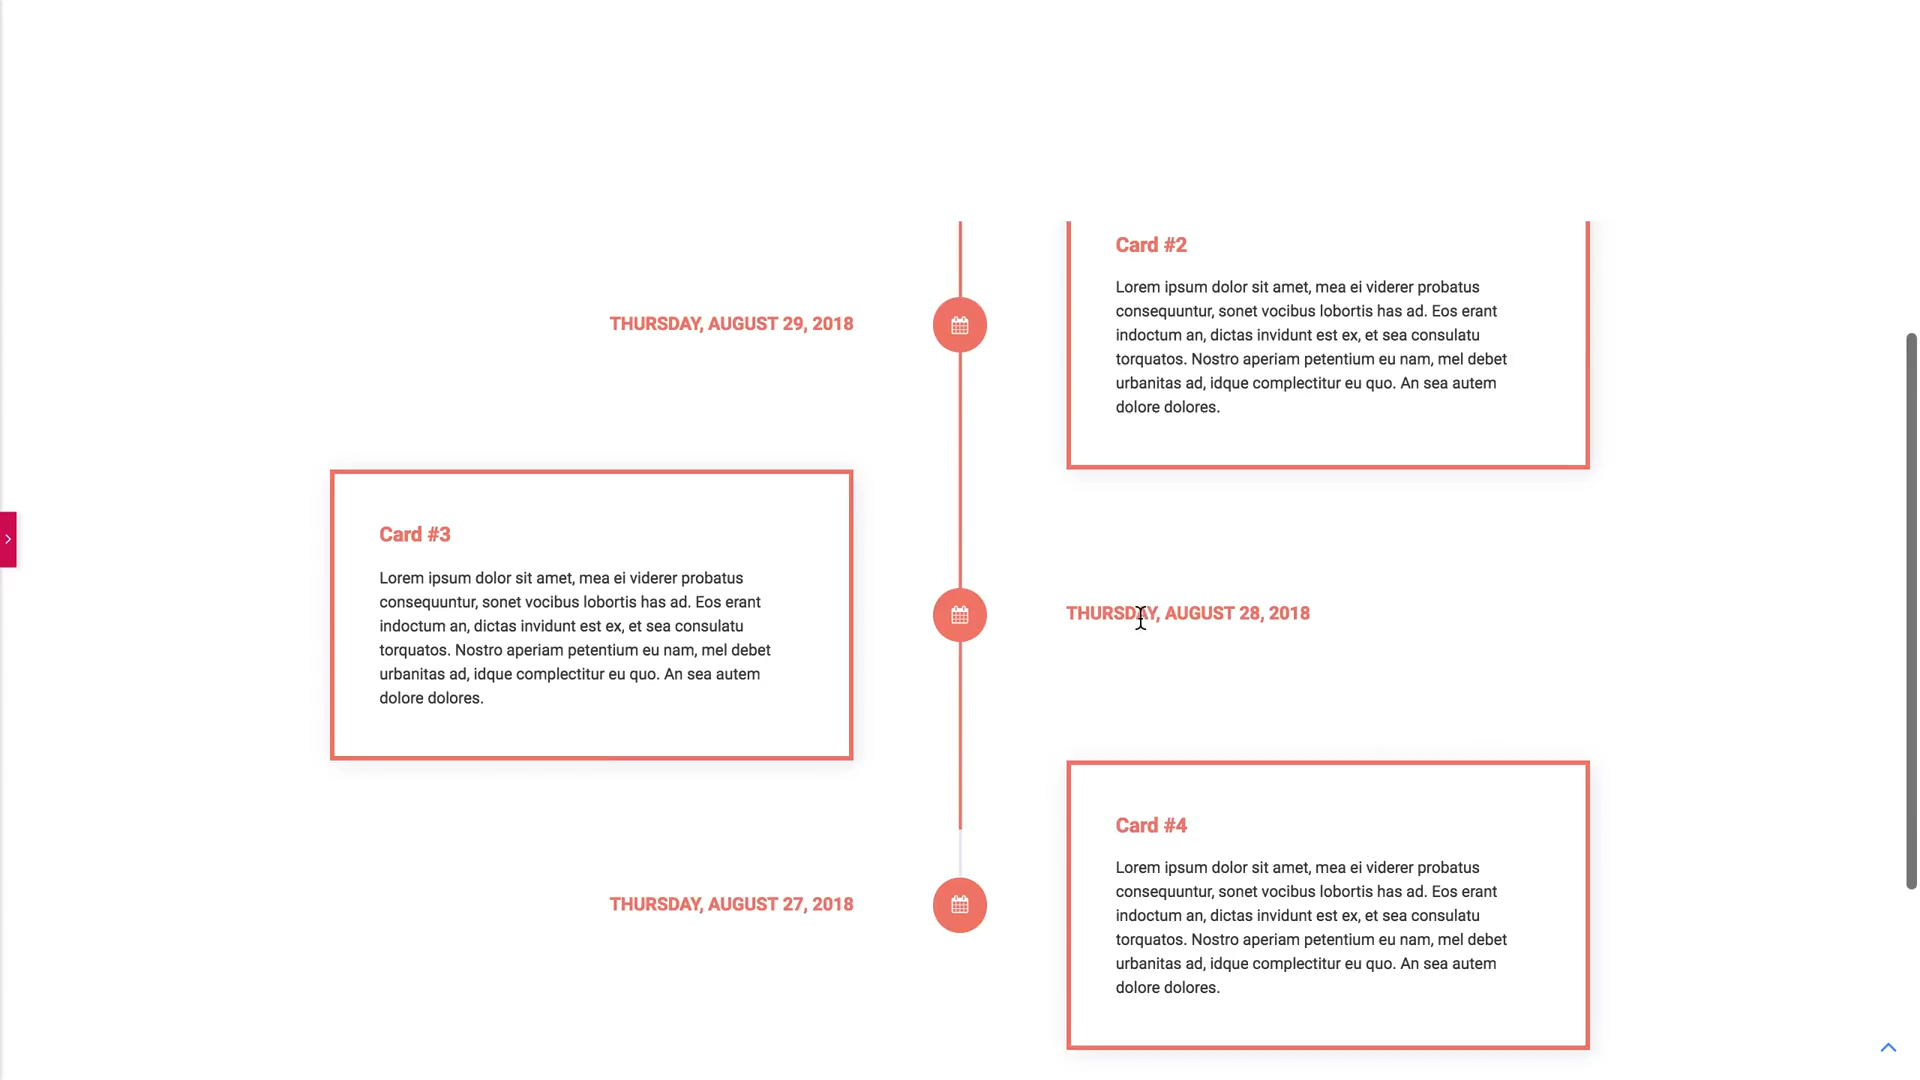 Card #2
Lorem ipsum dolor sit amet, mea ei viderer probatus
consequuntur, sonet vocibus lobortis has ad. Eos erant
indoctum an, dictas invidunt est ex, et sea consulatu
torquatos. Nostro aperiam petentium eu nam, mel debet
urbanitas ad, idque complectitur eu quo. An sea autem
dolore dolores.
THURSDAY, AUGUST 29, 2018
Card #3
Lorem ipsum dolor sit amet, mea ei viderer probatus
consequuntur, sonet vocibus lobortis has ad. Eos erant
indoctum an, dictas invidunt est ex, et sea consulatu
torquatos. Nostro aperiam petentium eu nam, mel debet
urbanitas ad, idque complectitur eu quo. An sea autem
dolore dolores.
THURSDAY, AUGUST 28, 2018
Card #4
Lorem ipsum dolor sit amet, mea ei viderer probatus
consequuntur, sonet vocibus lobortis has ad. Eos erant
indoctum an, dictas invidunt est ex, et sea consulatu
torquatos. Nostro aperiam petentium eu nam, mel debet
urbanitas ad, idque complectitur eu quo. An sea autem
dolore dolores.
THURSDAY, AUGUST 27, 2018